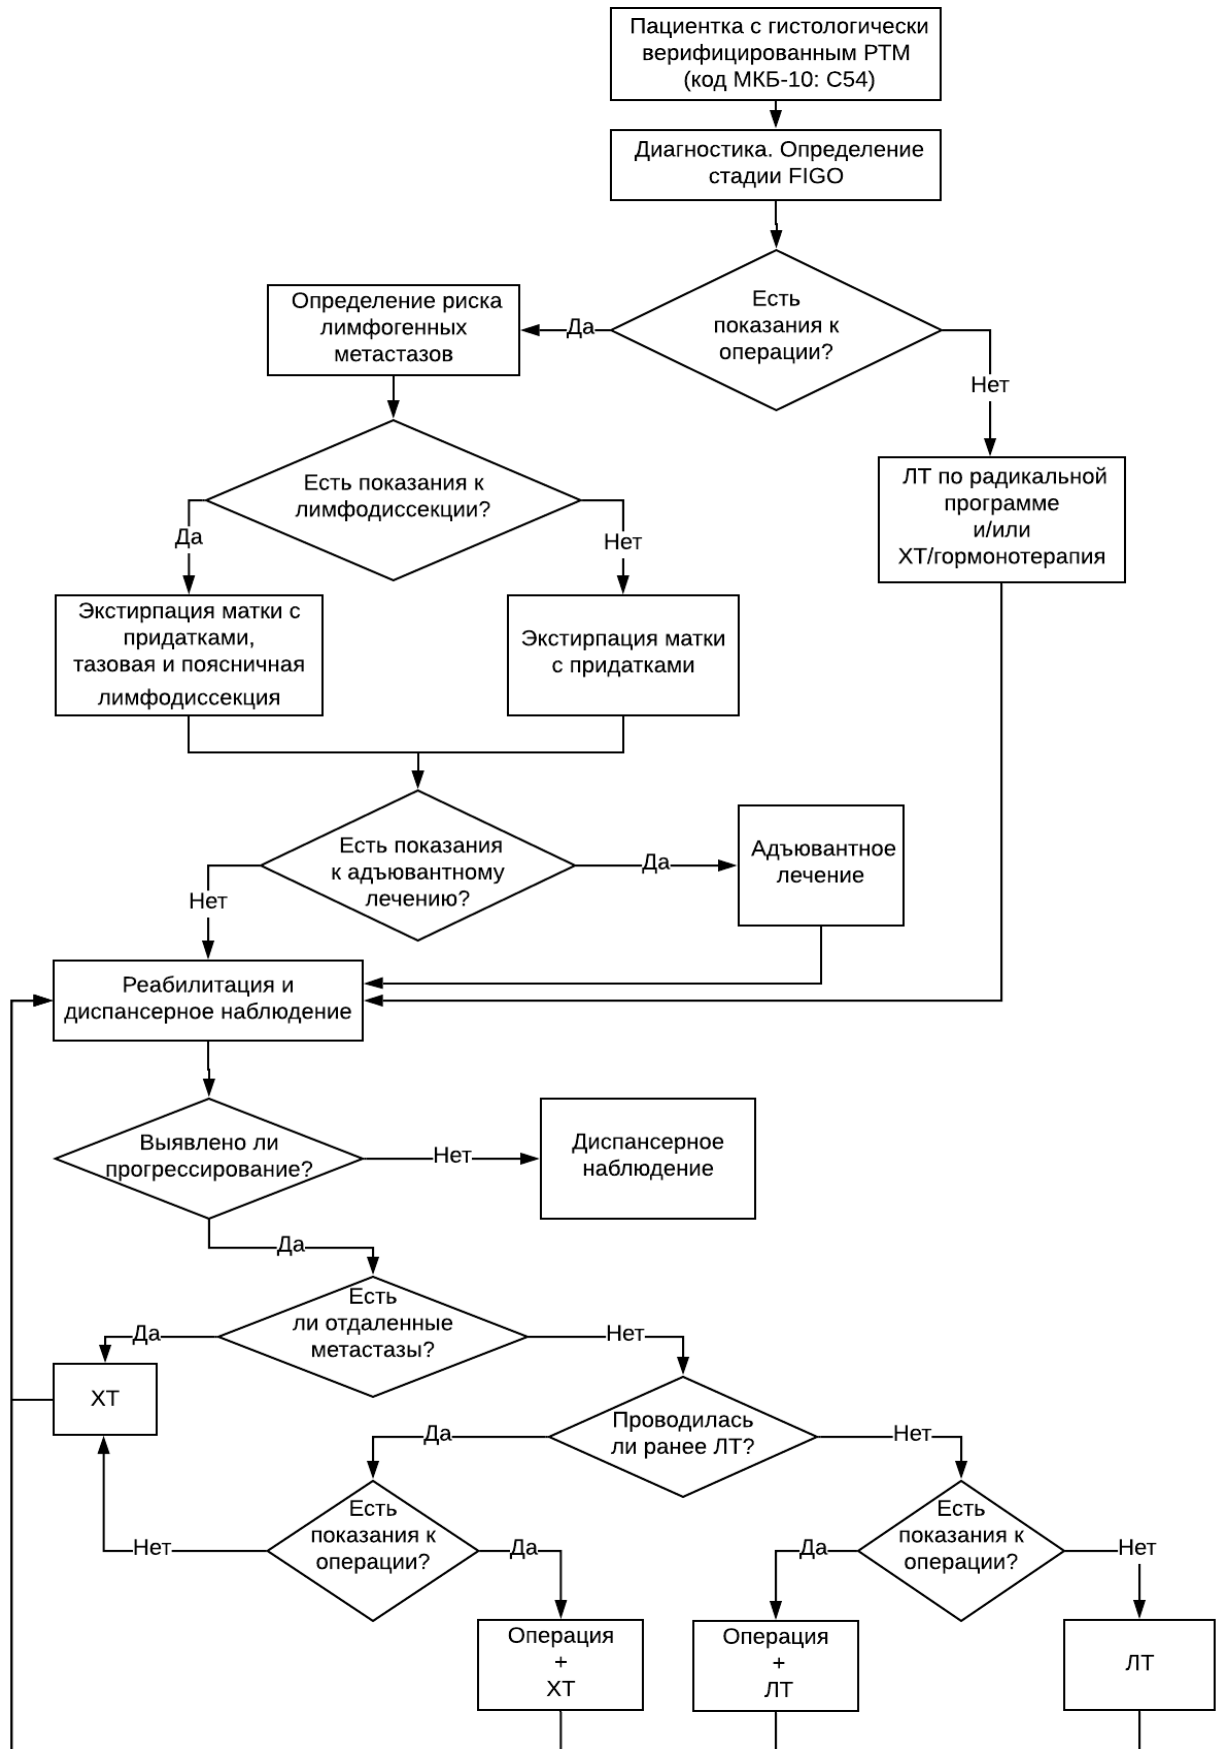 Пациентка с гистологически
верифицированным РТМ
(код МКБ-10: C54)
Диагностика. Определение
стадии FIGO
Есть
показания к
операции?
Да
Нет
Определение риска
лимфогенных
метастазов
Есть показания к
лимфодиссекции?
Да
Нет
ЛТ по радикальной
программе
и/или
ХТ/гормонотерапия
Экстирпация матки с
придатками,
тазовая и поясничная
лимфодиссекция
Экстирпация матки
с придатками
Есть показания
к адъювантному
лечению?
Да
Нет
Адъювантное
лечение
Реабилитация и
диспансерное наблюдение
Выявлено ли
прогрессирование?
Нет
Диспансерное
наблюдение
Да
Есть
ли отдаленные
метастазы?
Да
Нет
ХТ
Проводилась
ли ранее ЛТ?
Да
Нет
Есть
показания к
операции?
Нет
Да
Есть
показания к
операции?
Да
Нет
Операция
+
ХТ
Операция
+
ЛТ
ЛТ